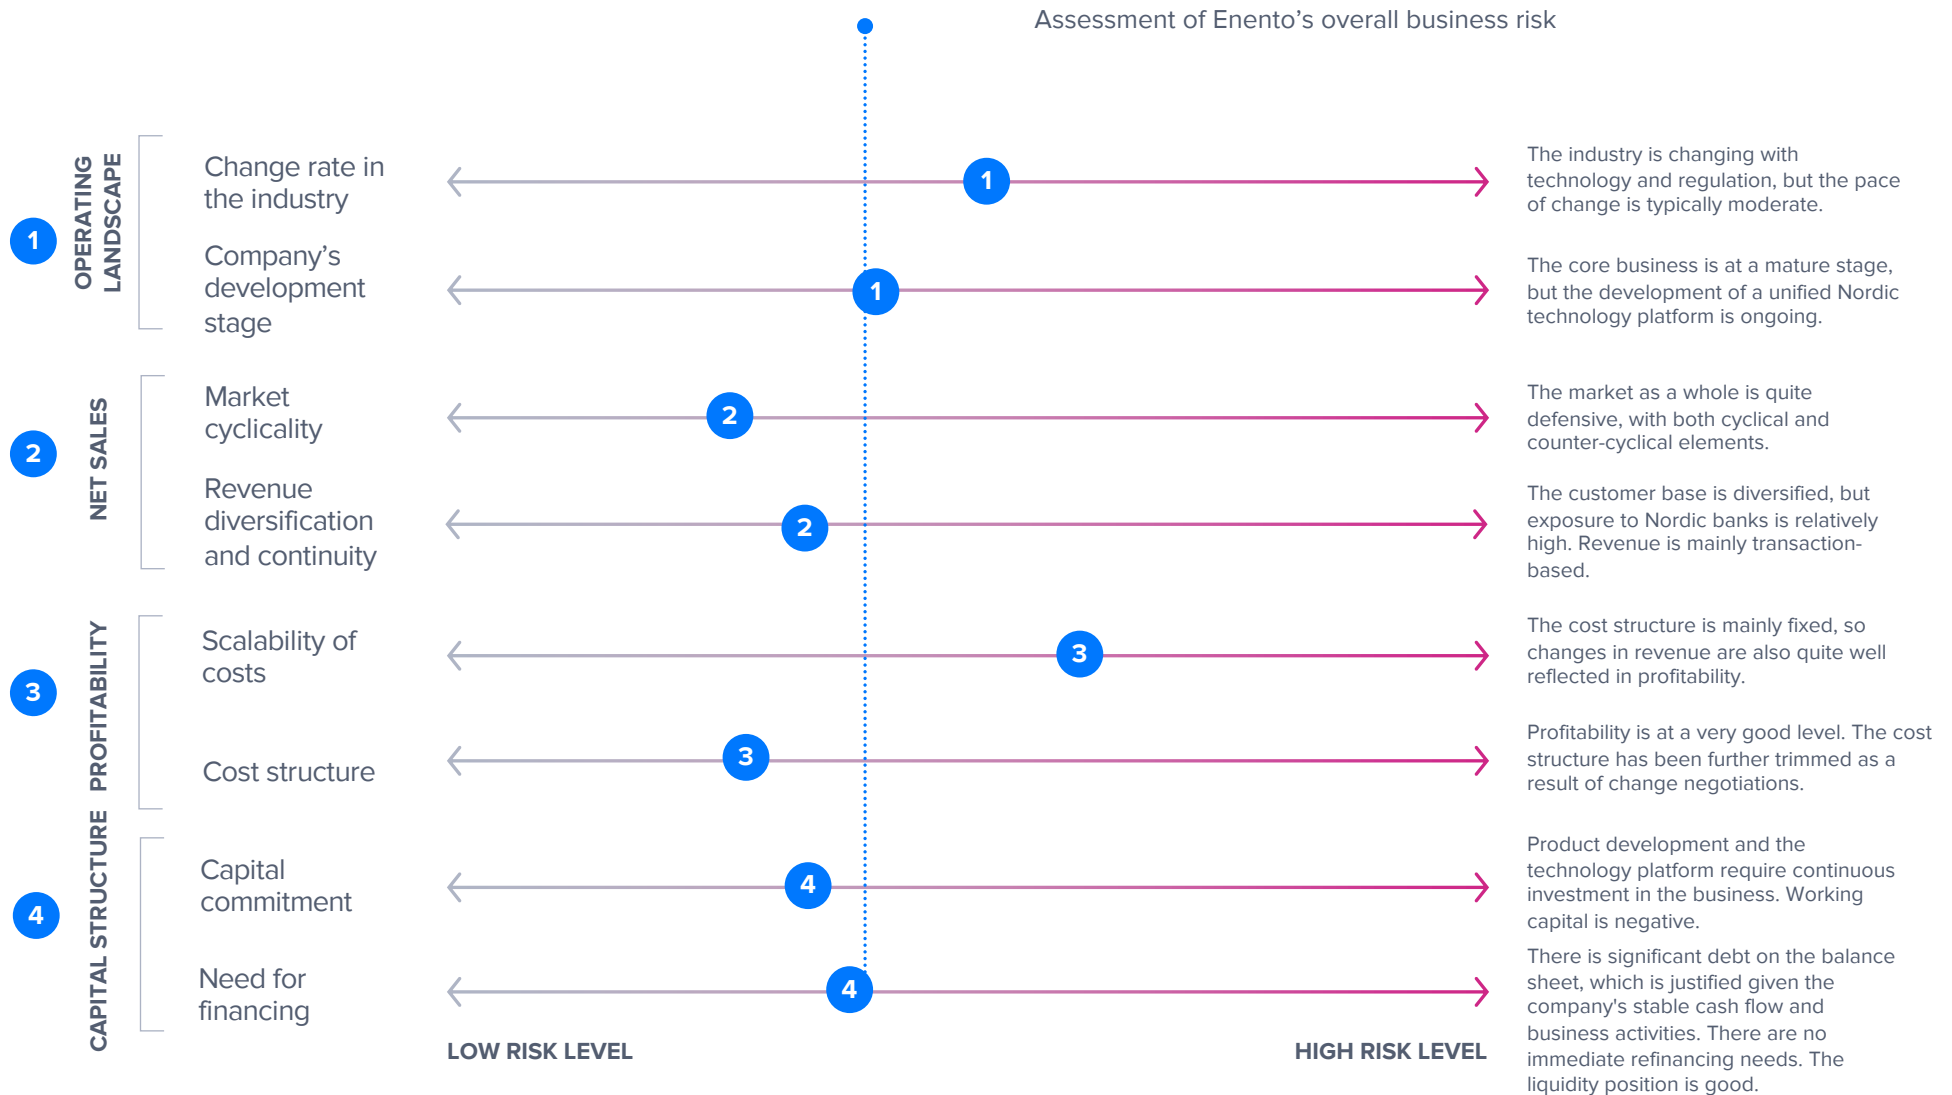 Assessment of Enento’s overall business risk
1
OPERATING
LANDSCAPE
Change rate in
the industry
1
The industry is changing with
technology and regulation, but the pace
of change is typically moderate.
Company’s
development
stage
1
The core business is at a mature stage,
but the development of a unified Nordic
technology platform is ongoing.
2
NET SALES
Market
cyclicality
2
The market as a whole is quite
defensive, with both cyclical and
counter-cyclical elements.
Revenue
diversification
and continuity
2
The customer base is diversified, but
exposure to Nordic banks is relatively
high. Revenue is mainly transaction-
based.
3
PROFITABILITY
Scalability of
costs
3
The cost structure is mainly fixed, so
changes in revenue are also quite well
reflected in profitability.
Cost structure
3
Profitability is at a very good level. The cost
structure has been further trimmed as a
result of change negotiations.
4
CAPITAL STRUCTURE
Capital
commitment
4
Product development and the
technology platform require continuous
investment in the business. Working
capital is negative.
Need for
financing
4
There is significant debt on the balance
sheet, which is justified given the
company's stable cash flow and
business activities. There are no
immediate refinancing needs. The
liquidity position is good.
LOW RISK LEVEL
HIGH RISK LEVEL